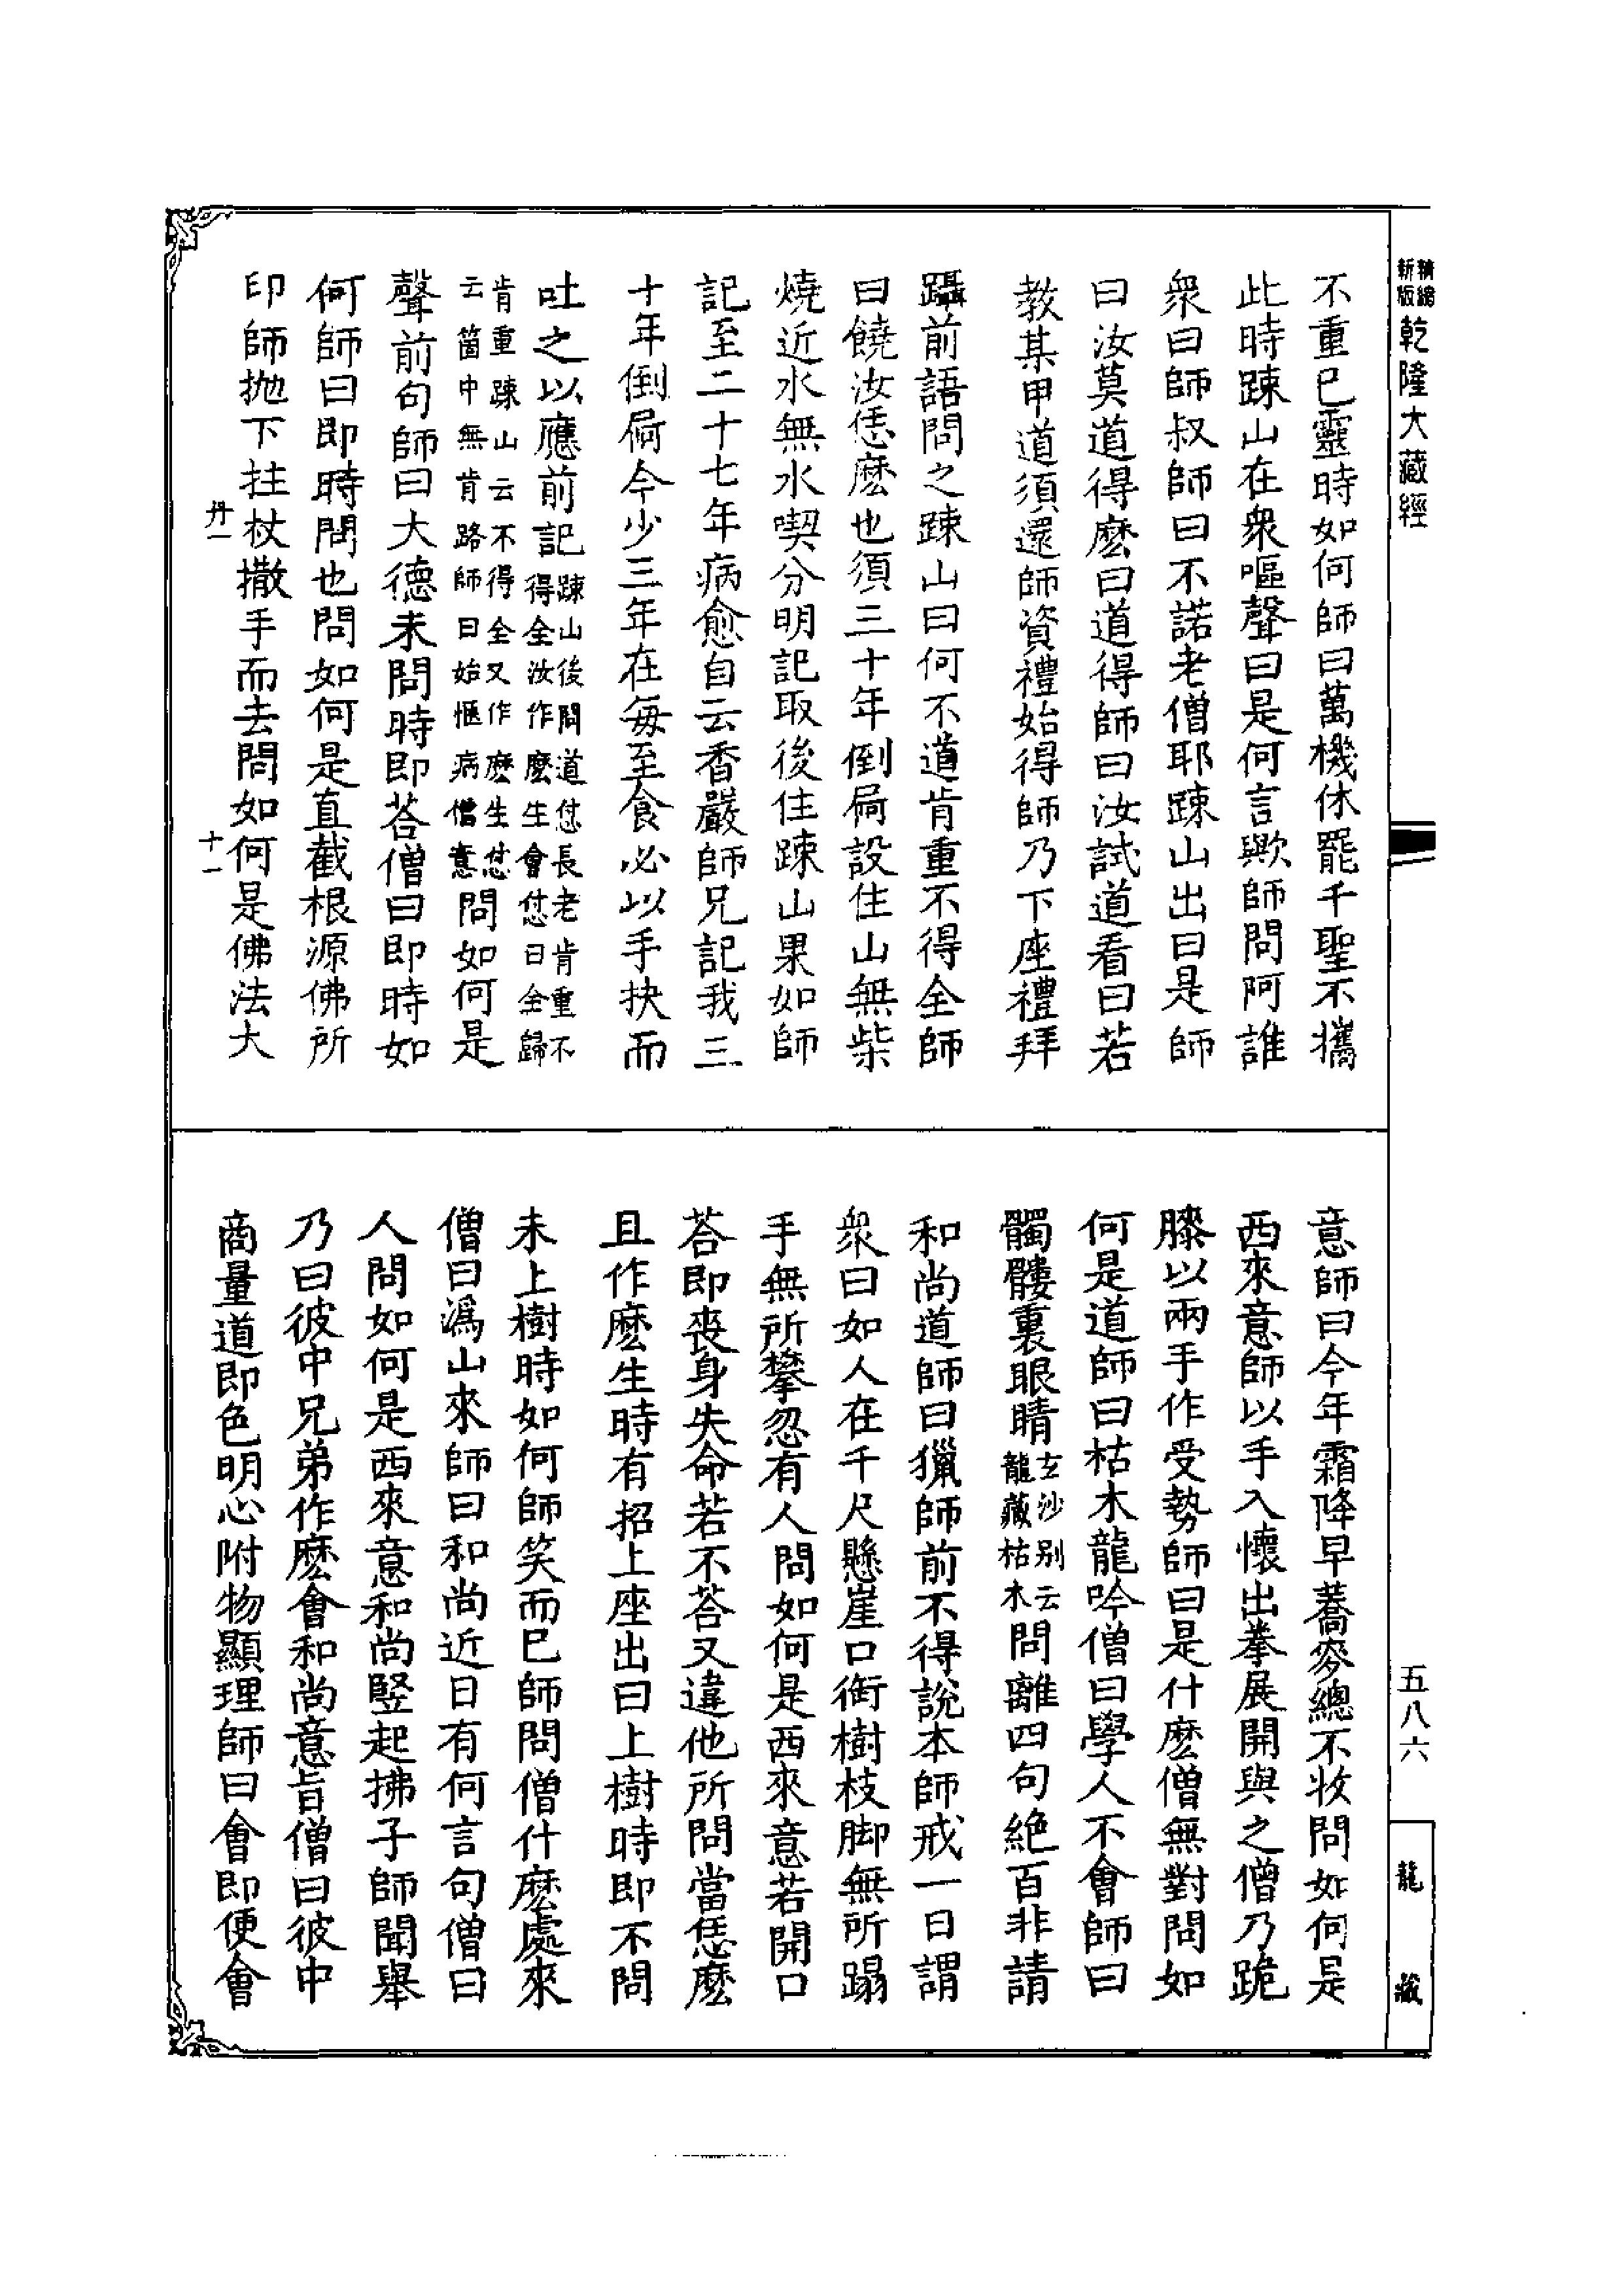 精繕
新版
乾隆大藏經
五八六
龍藏
不重已靈時如何師曰萬機休罷千聖不攜
此時踈山在衆嘔聲曰是何言歟師問阿誰
衆曰師叔師曰不諾老僧耶踈山出曰是師
曰汝莫道得麽曰道得師曰汝試道看曰若
教某甲道須還師資禮始得師乃下座禮拜
躡前語問之踈山曰何不道肯重不得全師
曰饒汝恁麽也須三十年倒屙設住山無柴
燒近水無水喫分明記取後住踈山果如師
記至二十七年病愈自云香嚴師兄記我三
十年倒屙今少三年在每至食必以手抉而
吐之以應前記踈山後問道怤長老肯重不得全汝作麽生會怤曰全歸
肯重踈山云不得全又作麽生怤云箇中無肯路師曰始愜病僧意問如何是
聲前句師曰大德未問時即荅僧曰即時如
何師曰即時問也問如何是直截根源佛所
印師抛下拄杖撒手而去問如何是佛法大
丹一
十一
意師曰今年霜降早蕎麥總不收問如何是
西來意師以手入懷出拳展開與之僧乃跪
膝以兩手作受勢師曰是什麽僧無對問如
何是道師曰枯木龍吟僧曰學人不會師曰
髑髏裏眼睛玄沙别云龍藏枯木問離四句絶百非請
和尚道師曰獵師前不得說本師戒一日謂
衆曰如人在千尺懸崖口銜樹枝脚無所蹋
手無所攀忽有人問如何是西來意若開口
荅即喪身失命若不荅又違他所問當恁麽
且作麽生時有招上座出曰上樹時即不問
未上樹時如何師笑而已師問僧什麽處來
僧曰溈山來師曰和尚近日有何言句僧曰
人問如何是西來意和尚竪起拂子師聞舉
乃曰彼中兄弟作麽會和尚意旨僧曰彼中
商量道即色明心附物顯理師曰會即便會